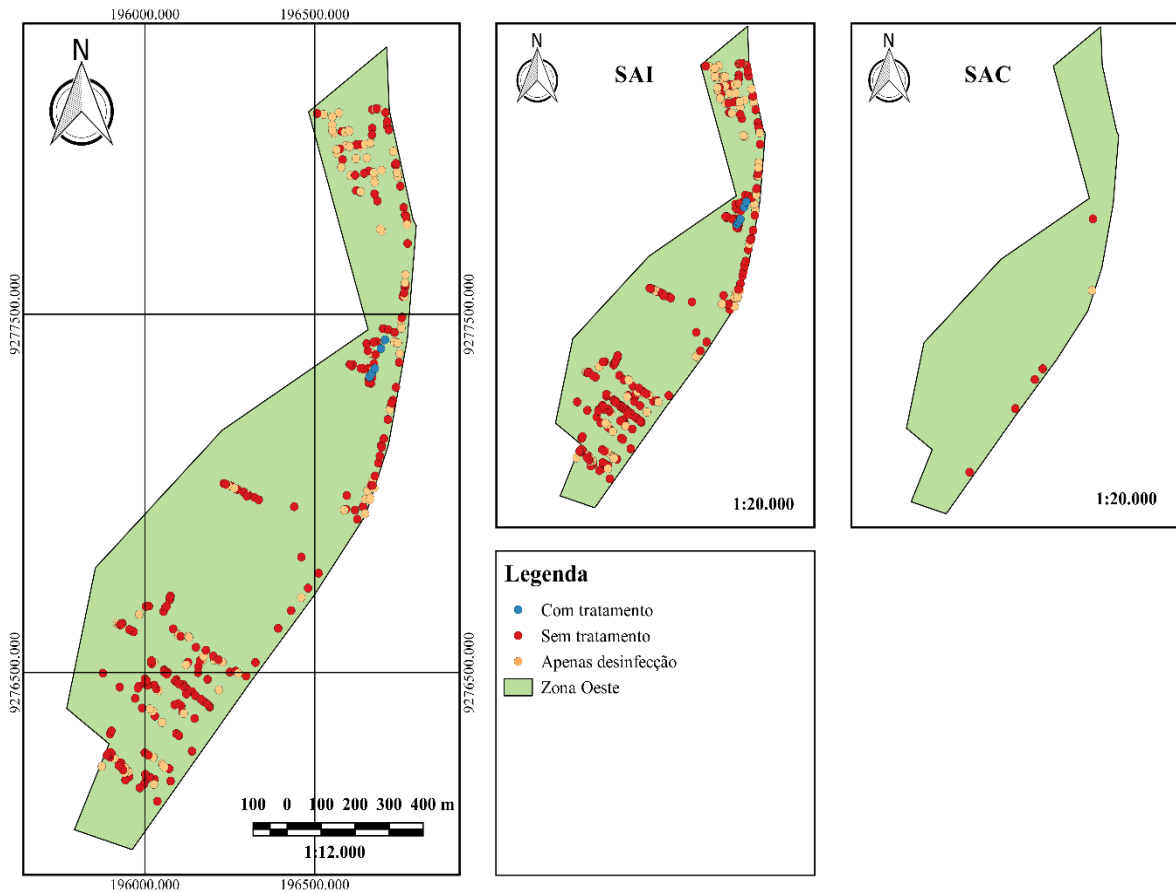 196000.000
196500.000
N
9277500.000
9277500.000
9276500.000
9276500.000
100 0 100 200 300 400 m
1:12.000
196000.000
196500.000
N
SAI
1:20.000
N
SAC
1:20.000
Legenda
Com tratamento
Sem tratamento
Apenas desinfecção
Zona Oeste